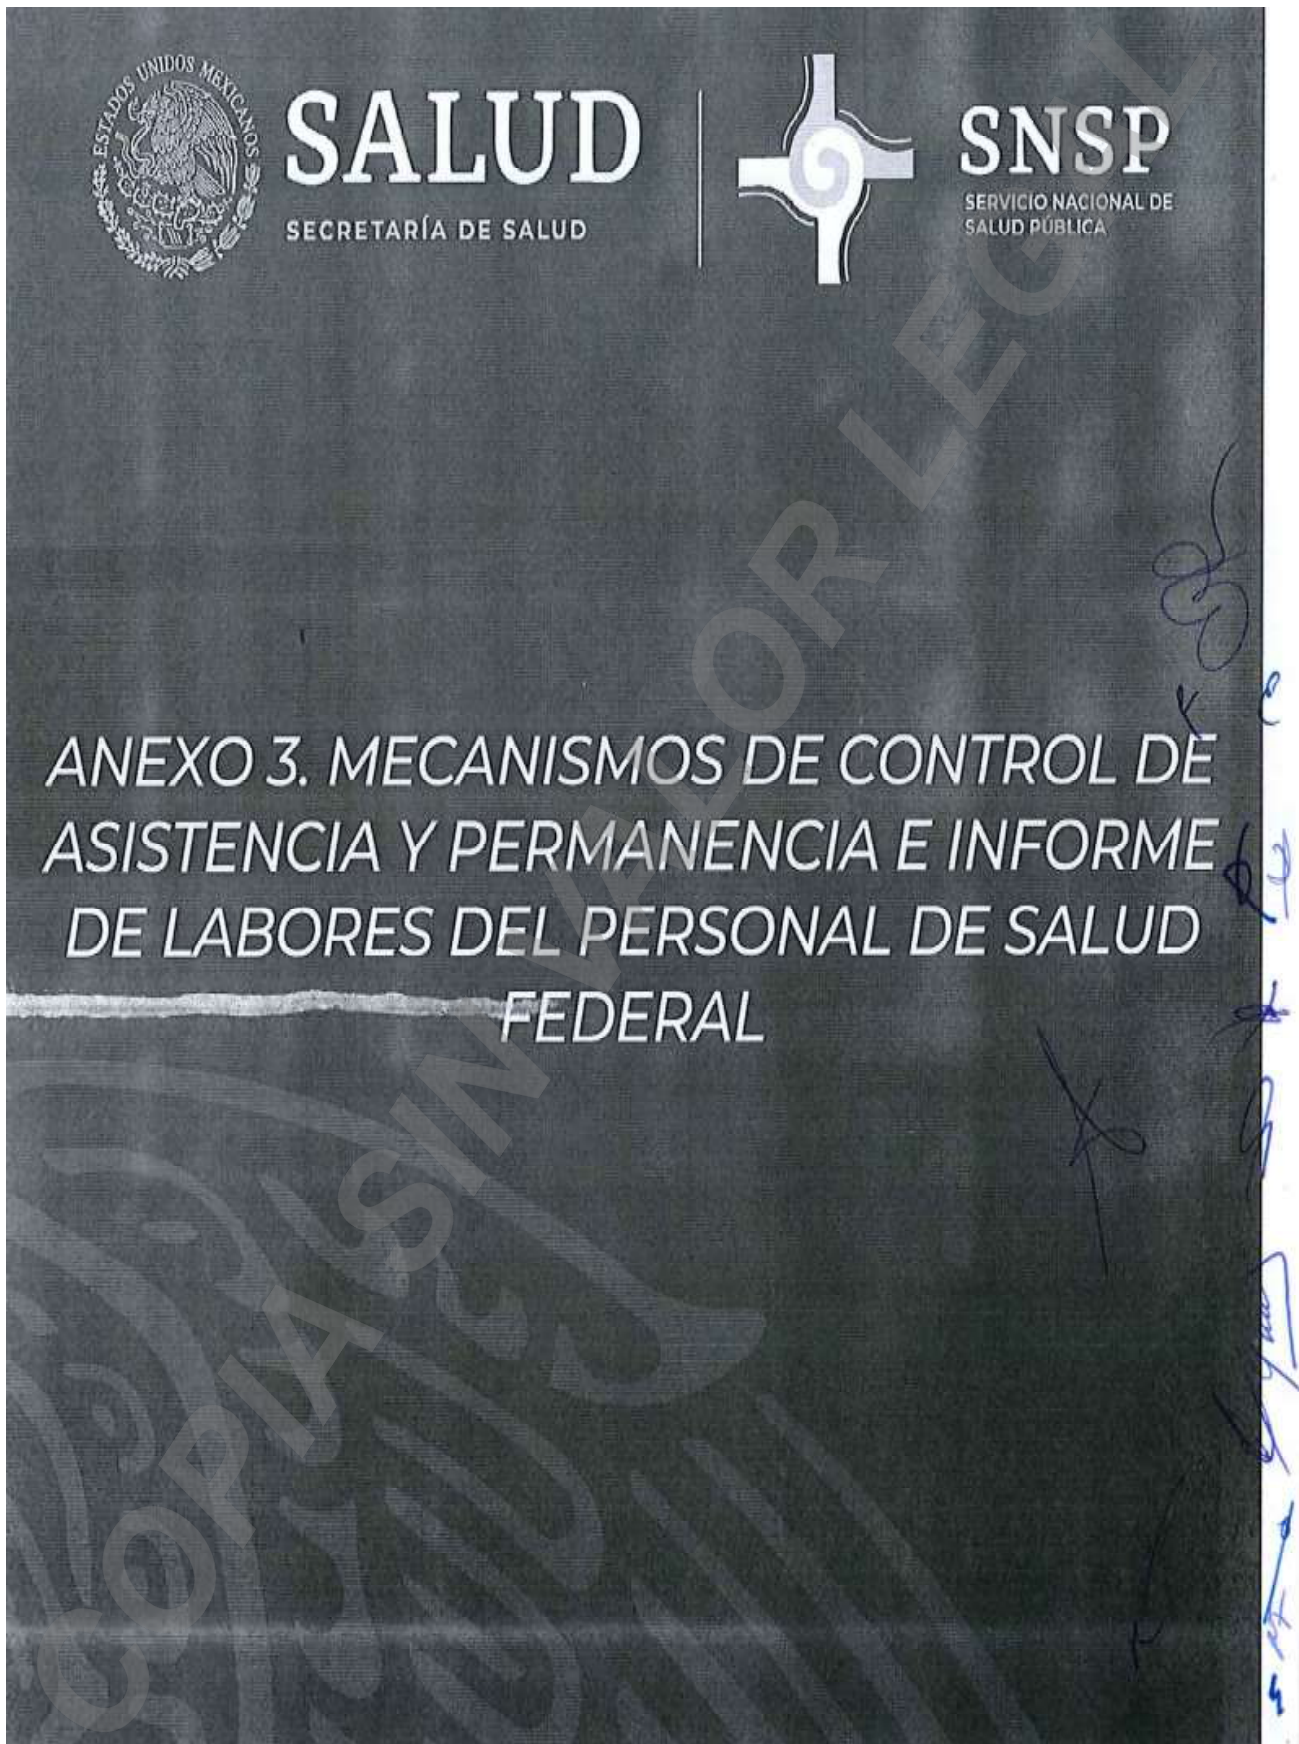 ESTADOS UNIDOS MEXICANOS
SALUD
SECRETARÍA DE SALUD
SNSP
SERVICIO NACIONAL DE
SALUD PÚBLICA
ANEXO 3. MECANISMOS DE CONTROL DE
ASISTENCIA Y PERMANENCIA E INFORME
DE LABORES DEL PERSONAL DE SALUD
FEDERAL
COPIA SIN VALOR LEGAL